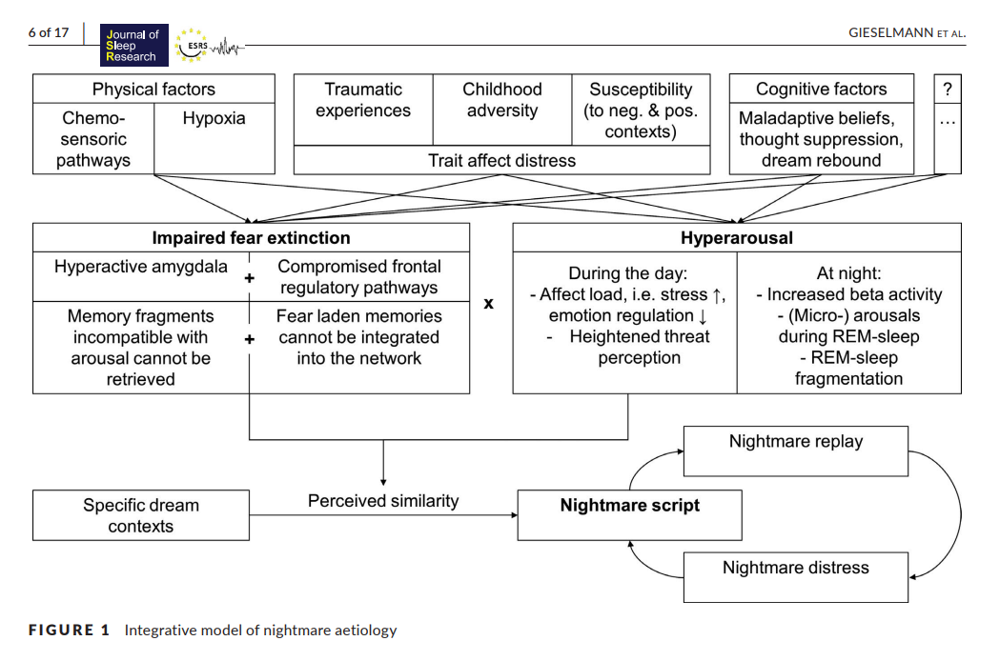 6 of 17
Journal of
Sleep
Research
ESRS
GIESELMANN ET AL.
Physical factors
Chemo-
sensoric
pathways
Hypoxia
Traumatic
experiences
Childhood
adversity
Susceptibility
(to neg. & pos.
contexts)
Trait affect distress
Cognitive factors
Maladaptive beliefs,
thought suppression,
dream rebound
?
...
Impaired fear extinction
Hyperactive amygdala
+
Compromised frontal
regulatory pathways
Memory fragments
incompatible with
arousal cannot be
retrieved
+
Fear laden memories
cannot be integrated
into the network
x
Hyperarousal
During the day:
- Affect load, i.e. stress ↑,
emotion regulation ↓
- Heightened threat
perception
At night:
- Increased beta activity
- (Micro-) arousals
during REM-sleep
- REM-sleep
fragmentation
Nightmare replay
Specific dream
contexts
Perceived similarity
Nightmare script
Nightmare distress
FIGURE 1 Integrative model of nightmare aetiology